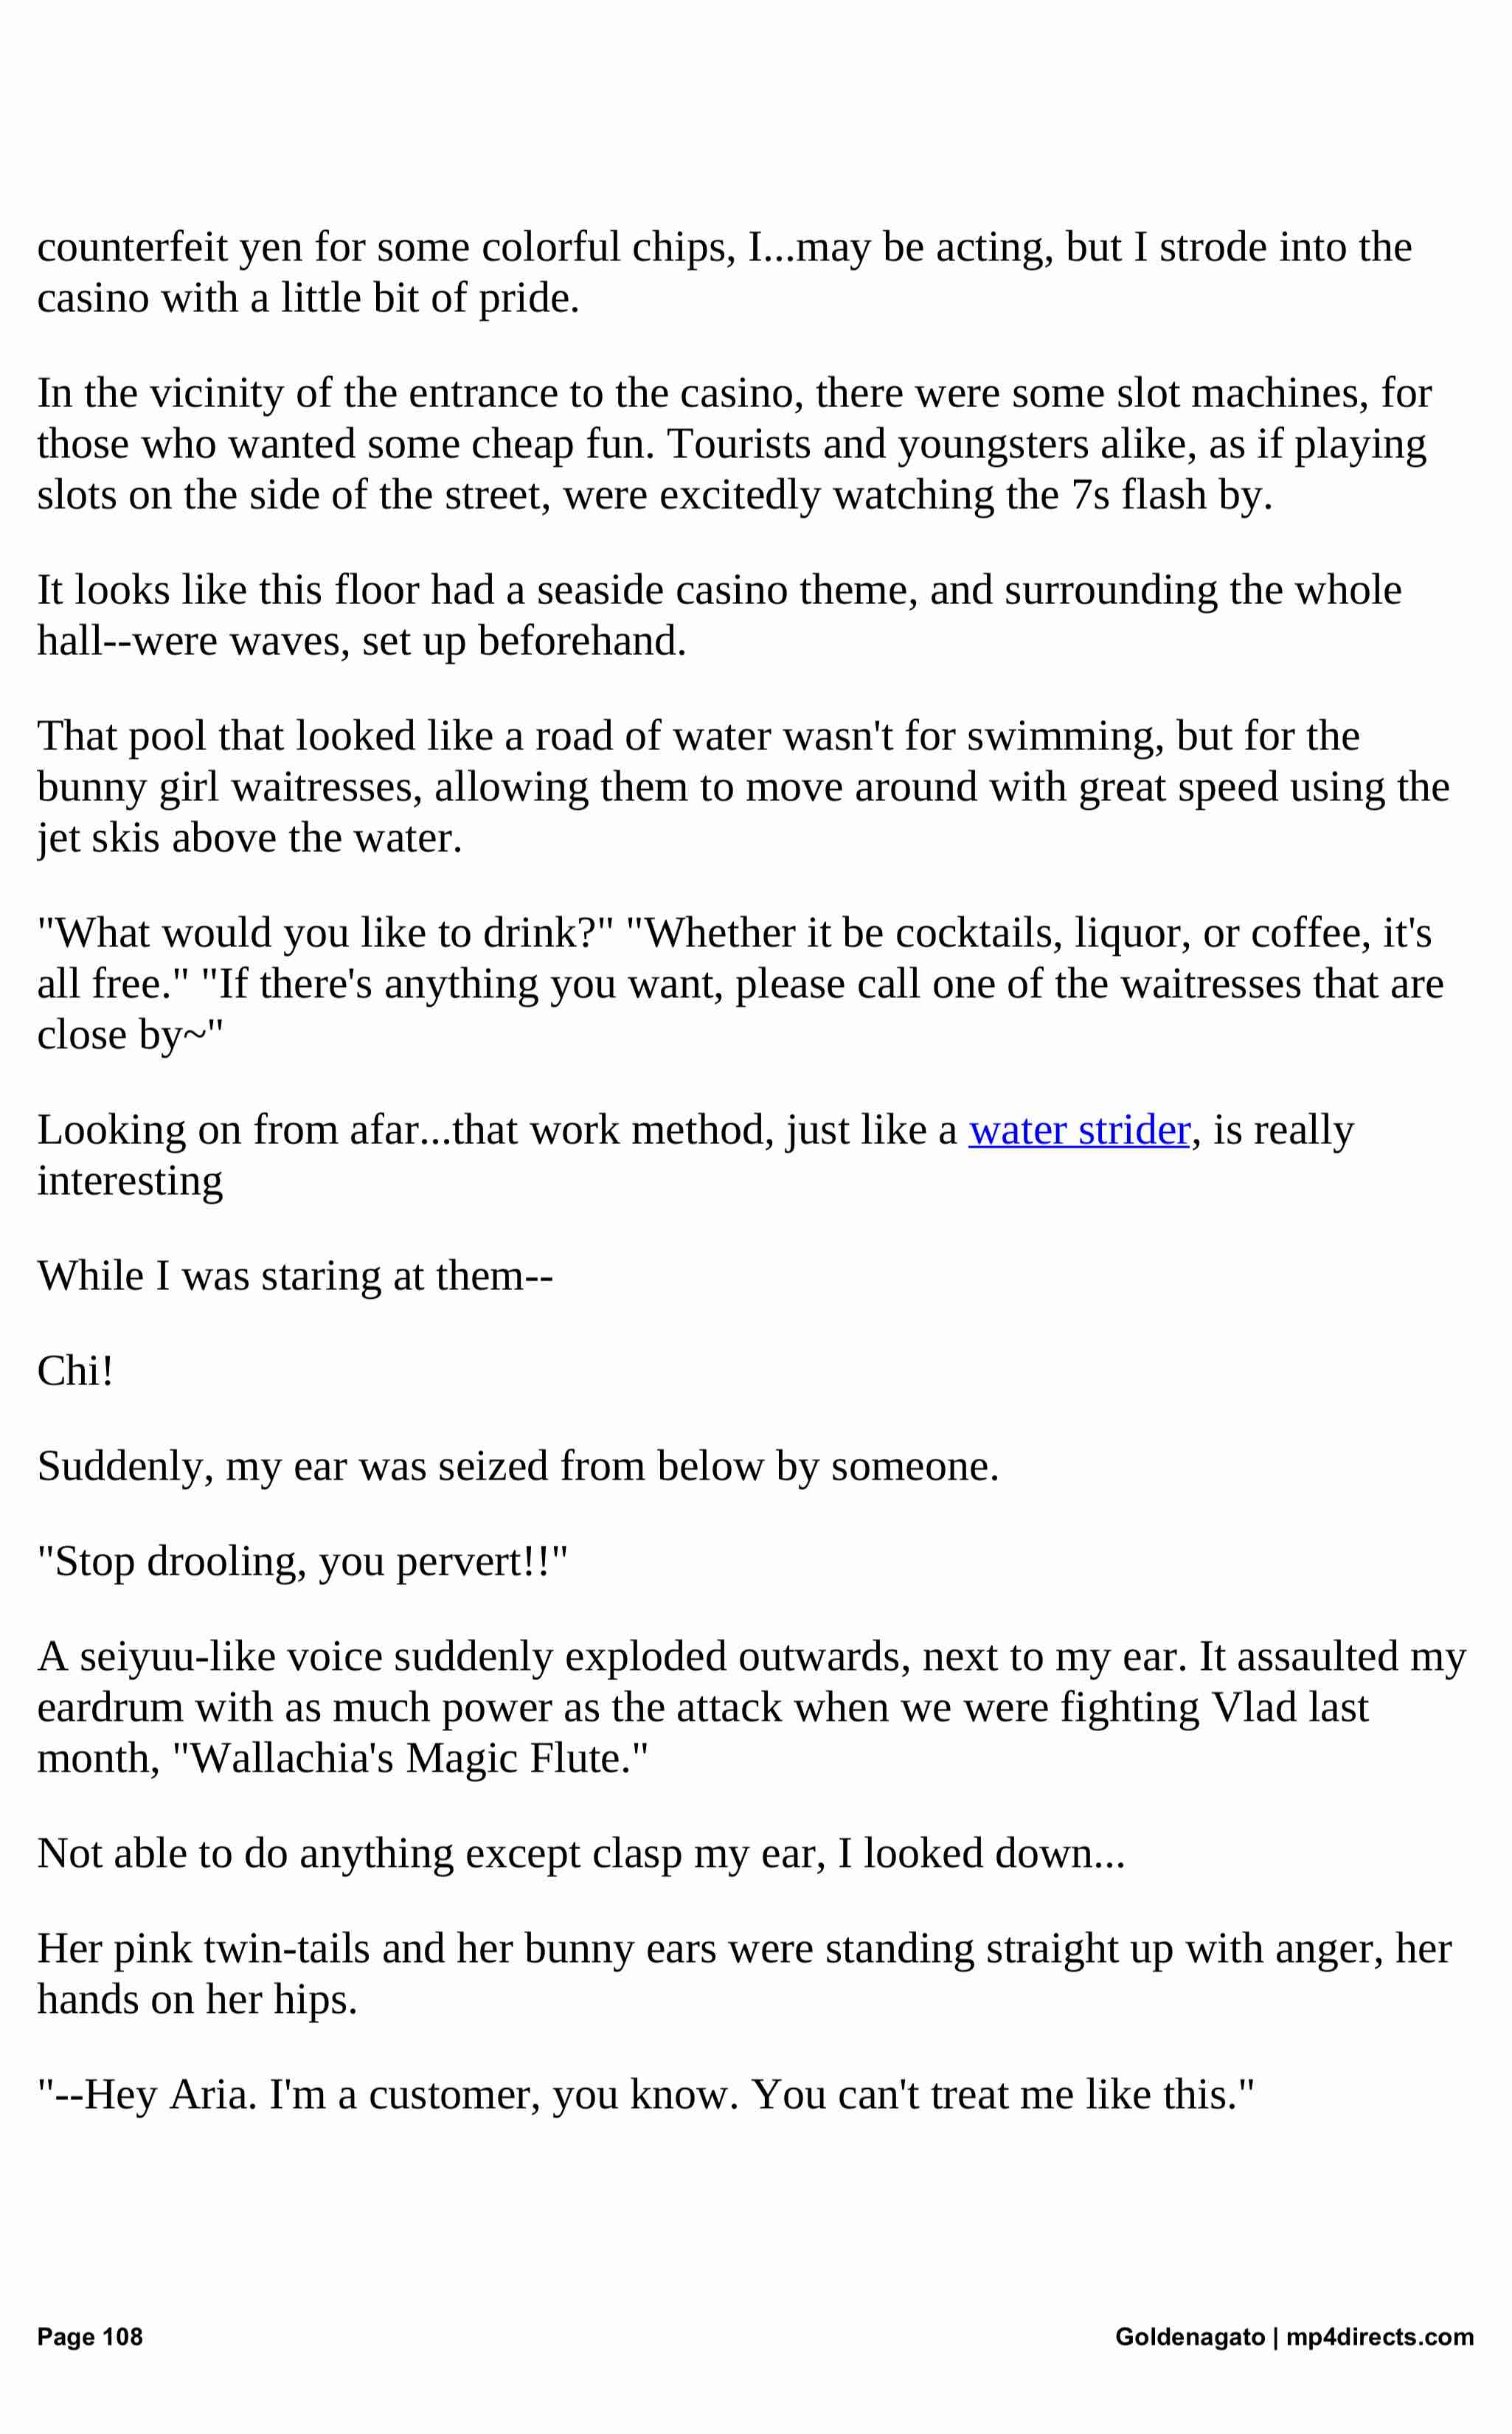 counterfeit yen for some colorful chips, I...may be acting, but I strode into the
casino with a little bit of pride.
In the vicinity of the entrance to the casino, there were some slot machines, for
those who wanted some cheap fun. Tourists and youngsters alike, as if playing
slots on the side of the street, were excitedly watching the 7s flash by.
It looks like this floor had a seaside casino theme, and surrounding the whole
hall--were waves, set up beforehand.
That pool that looked like a road of water wasn't for swimming, but for the
bunny girl waitresses, allowing them to move around with great speed using the
jet skis above the water.
"What would you like to drink?" "Whether it be cocktails, liquor, or coffee, it's
all free." "If there's anything you want, please call one of the waitresses that are
close by~"
Looking on from afar...that work method, just like a water strider, is really
interesting
While I was staring at them--
Chi!
Suddenly, my ear was seized from below by someone.
"Stop drooling, you pervert!!"
A seiyuu-like voice suddenly exploded outwards, next to my ear. It assaulted my
eardrum with as much power as the attack when we were fighting Vlad last
month, "Wallachia's Magic Flute."
Not able to do anything except clasp my ear, I looked down...
Her pink twin-tails and her bunny ears were standing straight up with anger, her
hands on her hips.
"--Hey Aria. I'm a customer, you know. You can't treat me like this."
Page 108
Goldenagato | mp4directs.com